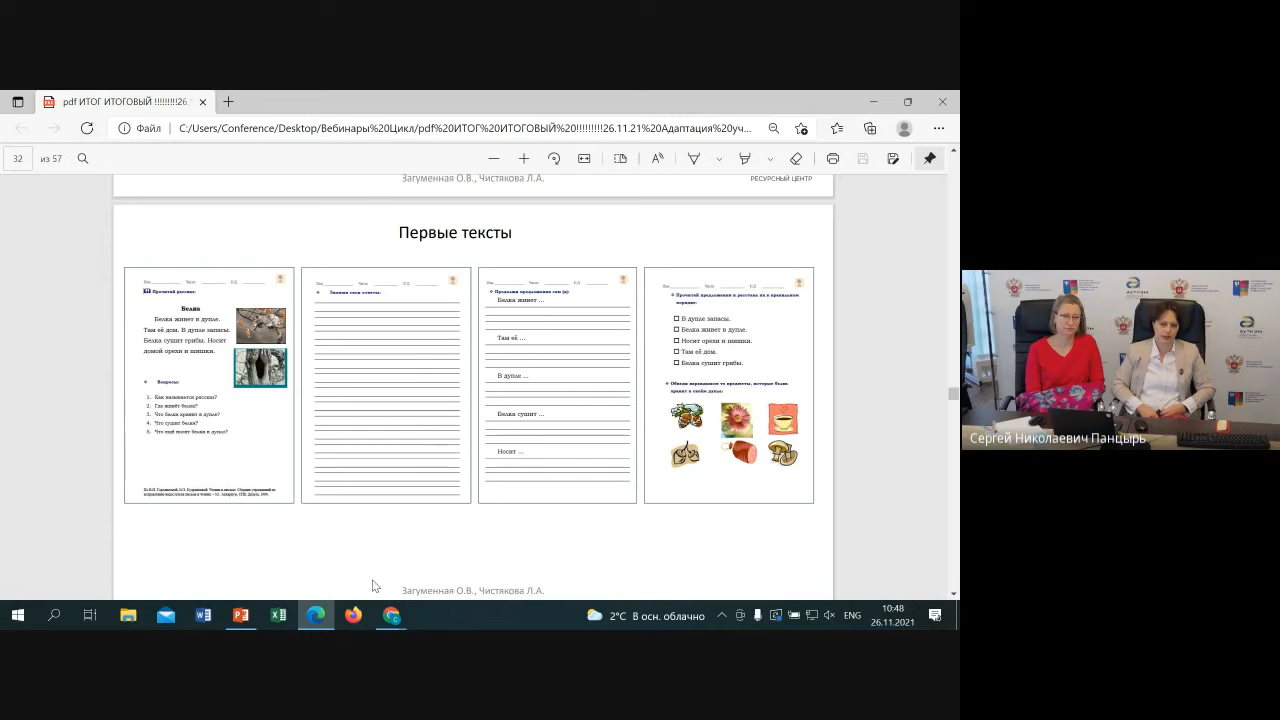 pdf ИТОГ ИТОГОВЫЙ !!!!!!!!!26.
Файл
C:/Users/Conference/Desktop/Вебинары%20Цикл/pdf%20ИТОГ%20ИТОГОВЫЙ%20!!!!!!!!!26.11.21%20Адаптация%20уч...
32 из 57
Загуменная О.В., Чистякова Л.А.
РЕСУРСНЫЙ ЦЕНТР
Первые тексты
Прочитай рассказ:
Белка
Белка живет в дупле.
Там её дом. В дупле запасы.
Белка сушит грибы. Носит
домой орехи и шишки.
Вопросы:
1. Как называется рассказ?
2. Где живёт белка?
3. Что белка хранит в дупле?
4. Что сушит белка?
5. Что ещё носит белка в дупло?
Запиши свои ответы:
Продолжи предложения сам (а):
Белка живет ...
Там её ...
В дупле ...
Белка сушит ...
Носит ...
Прочитай предложения и расставь их в правильном
порядке:
В дупле запасы.
Белка живет в дупле.
Носит орехи и шишки.
Там её дом.
Белка сушит грибы.
Обведи карандашом те предметы, которые белка
хранит в своём дупле:
Загуменная О.В., Чистякова Л.А.
Сергей Николаевич Панцырь
2°C В осн. облачно
ENG
10:48
26.11.2021